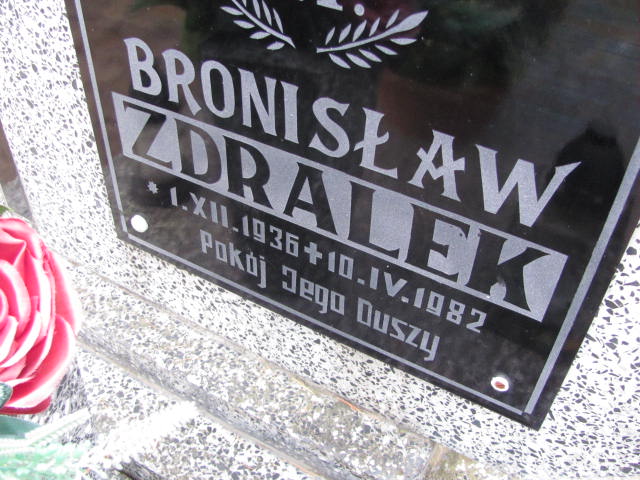 BRONISŁAW
ZDRALEK
* 1.XII.1936 + 10.IV.1982
Pokój Jego Duszy